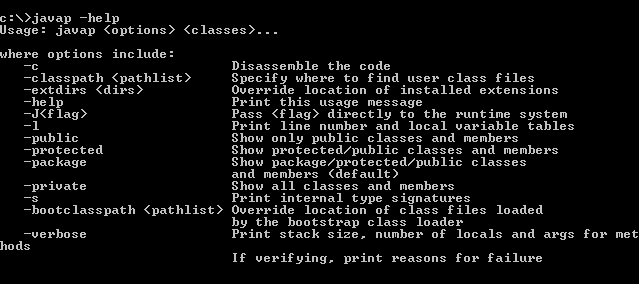 c:\>javap -help
Usage: javap <options> <classes>...
where options include:
-c Disassemble the code
-classpath <pathlist> Specify where to find user class files
-extdirs <dirs> Override location of installed extensions
-help Print this usage message
-J<flag> Pass <flag> directly to the runtime system
-l Print line number and local variable tables
-public Show only public classes and members
-protected Show protected/public classes and members
-package Show package/protected/public classes
and members (default)
-private Show all classes and members
-s Print internal type signatures
-bootclasspath <pathlist> Override location of class files loaded
by the bootstrap class loader
-verbose Print stack size, number of locals and args for met
hods
If verifying, print reasons for failure